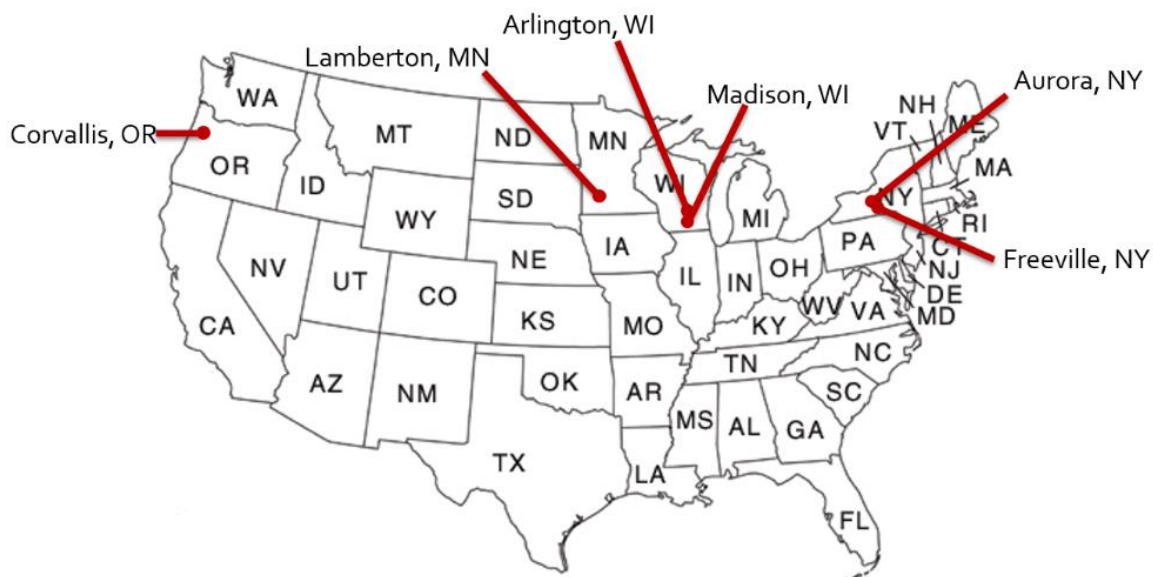 Arlington, WI
Lamberton, MN
Madison, WI
Aurora, NY
Corvallis, OR
WA
MT
ND
MN
NH
ME
VT
OR
ID
SD
WI
MI
NY
MA
WY
RI
IA
PA
CT
NV
UT
NE
IL
IN
OH
NJ
Freeville, NY
CO
DE
CA
KS
MO
WV
VA
MD
KY
TN
NC
AZ
NM
OK
AR
SC
MS
AL
GA
TX
LA
FL